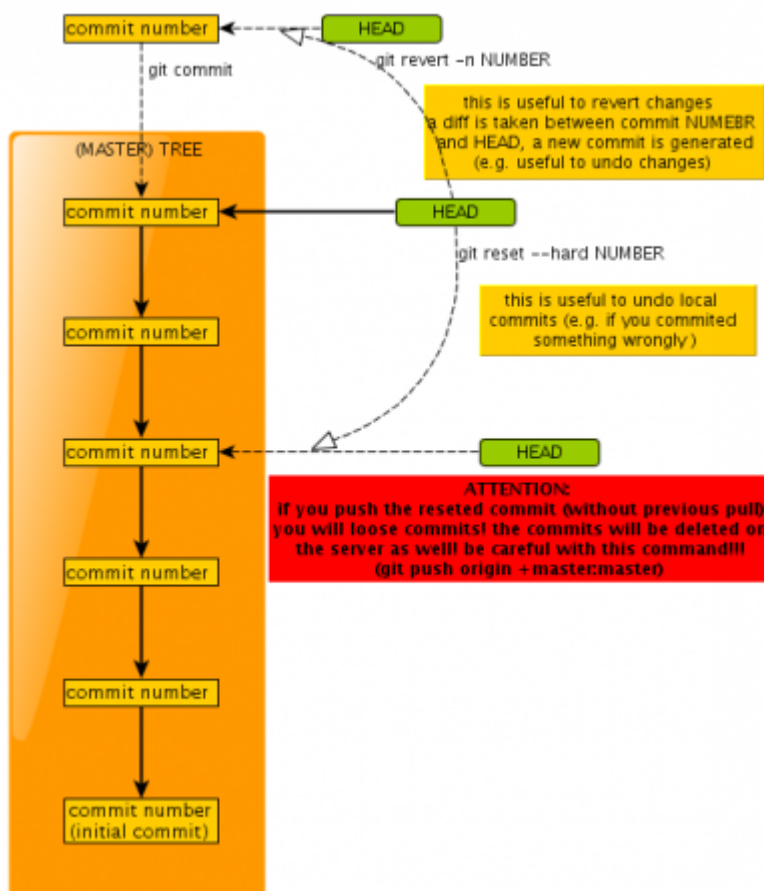 commit number
HEAD
git revert -n NUMBER
git commit
this is useful to revert changes
a diff is taken between commit NUMEBR
and HEAD, a new commit is generated
(e.g. useful to undo changes)
(MASTER) TREE
commit number
HEAD
git reset --hard NUMBER
this is useful to undo local
commits (e.g. if you commited
something wrongly )
commit number
commit number
HEAD
ATTENTION:
if you push the reseted commit (without previous pull)
you will loose commits! the commits will be deleted on
the server as well! be careful with this command!!!
(git push origin +master:master)
commit number
commit number
commit number
(initial commit)